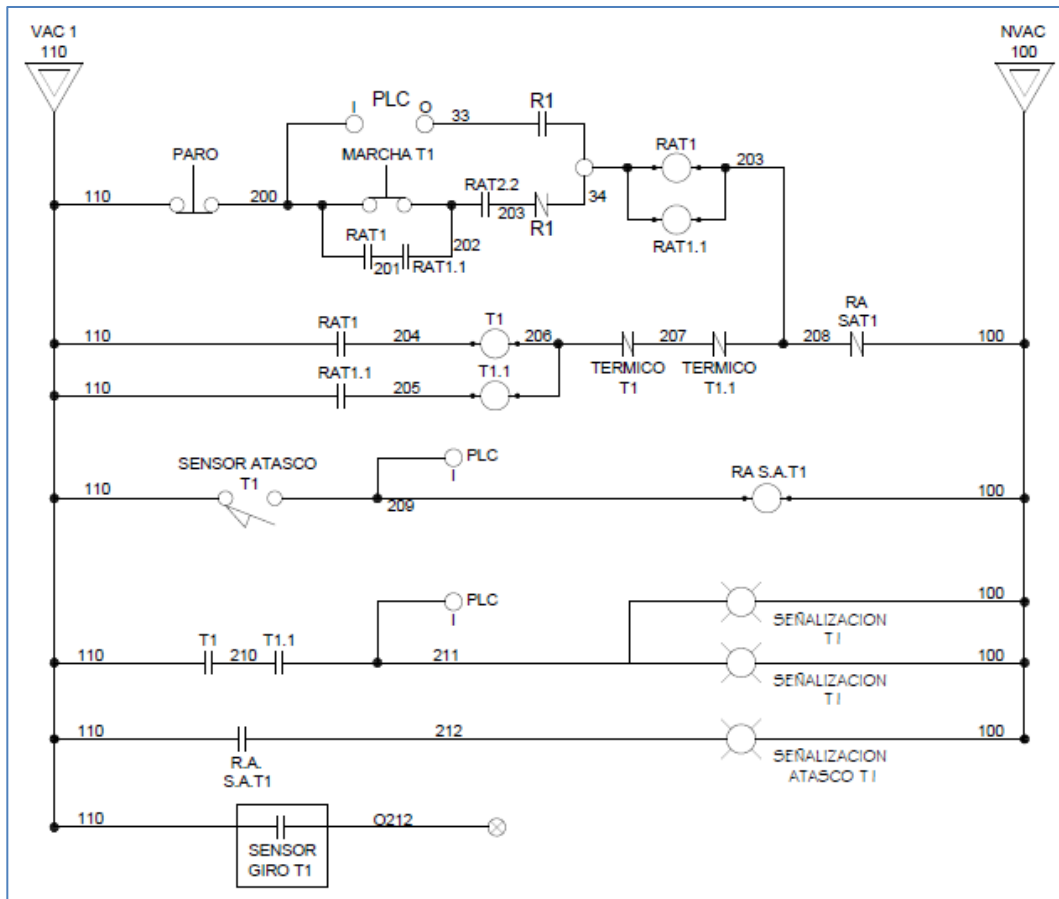 VAC 1
110
NVAC
100
PLC
I
O
33
R1
PARO
MARCHA T1
RAT1
203
110
200
RAT2.2
203
R1
34
RAT1
201
RAT1.1
202
RAT1.1
RA
SAT1
110
RAT1
204
T1
206
207
208
100
TERMICO
T1
TERMICO
T1.1
110
RAT1.1
205
T1.1
SENSOR ATASCO
T1
PLC
I
RA S.A.T1
110
209
100
PLC
I
100
SEÑALIZACION
T1
T1
T1.1
110
210
211
100
SEÑALIZACION
T1
110
212
100
R.A.
S.A.T1
SEÑALIZACION
ATASCO T1
110
O212
SENSOR
GIRO T1